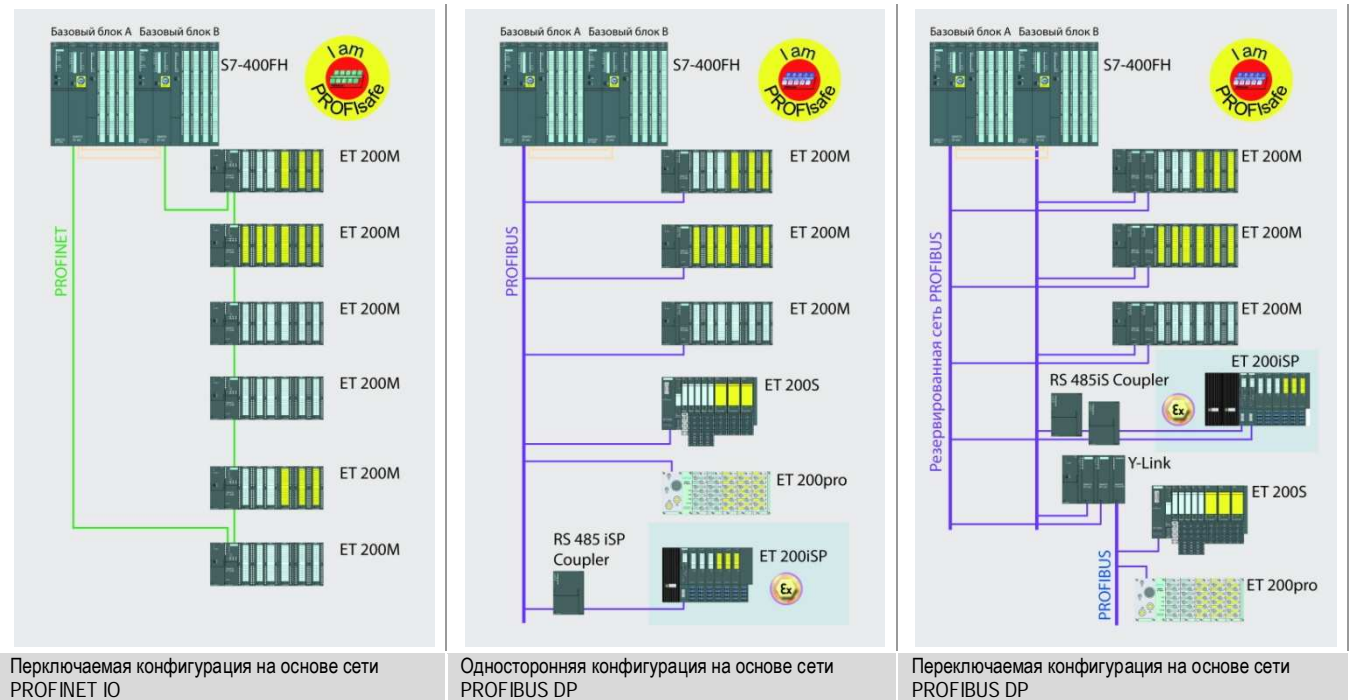 Базовый блок A Базовый блок B
S7-400FH
I am
PROFIsafe
ET 200M
ET 200M
PROFINET
ET 200M
ET 200M
ET 200M
ET 200M
Перключаемая конфигурация на основе сети
PROFINET IO
Базовый блок A Базовый блок B
S7-400FH
I am
PROFIsafe
ET 200M
ET 200M
PROFIBUS
ET 200M
ET 200S
ET 200pro
RS 485 iSP
Coupler
ET 200iSP
Ex
Односторонняя конфигурация на основе сети
PROFIBUS DP
Базовый блок A Базовый блок B
S7-400FH
I am
PROFIsafe
ET 200M
ET 200M
Резервированная сеть PROFIBUS
ET 200M
ET 200iSP
RS 485iS Coupler
Ex
Y-Link
ET 200S
PROFIBUS
ET 200pro
Переключаемая конфигурация на основе сети
PROFIBUS DP